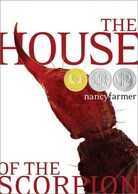 THE
HOUSE
nancy farmer
OF THE
SCORPION